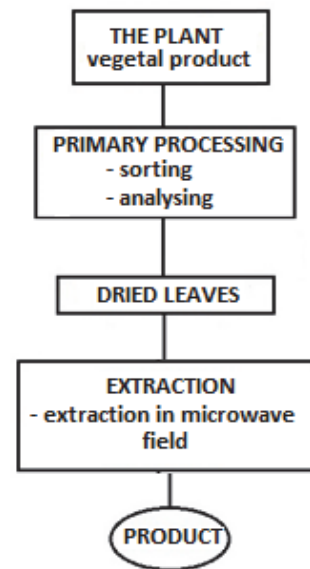 THE PLANT
vegetal product
PRIMARY PROCESSING
- sorting
- analysing
DRIED LEAVES
EXTRACTION
- extraction in microwave
field
PRODUCT